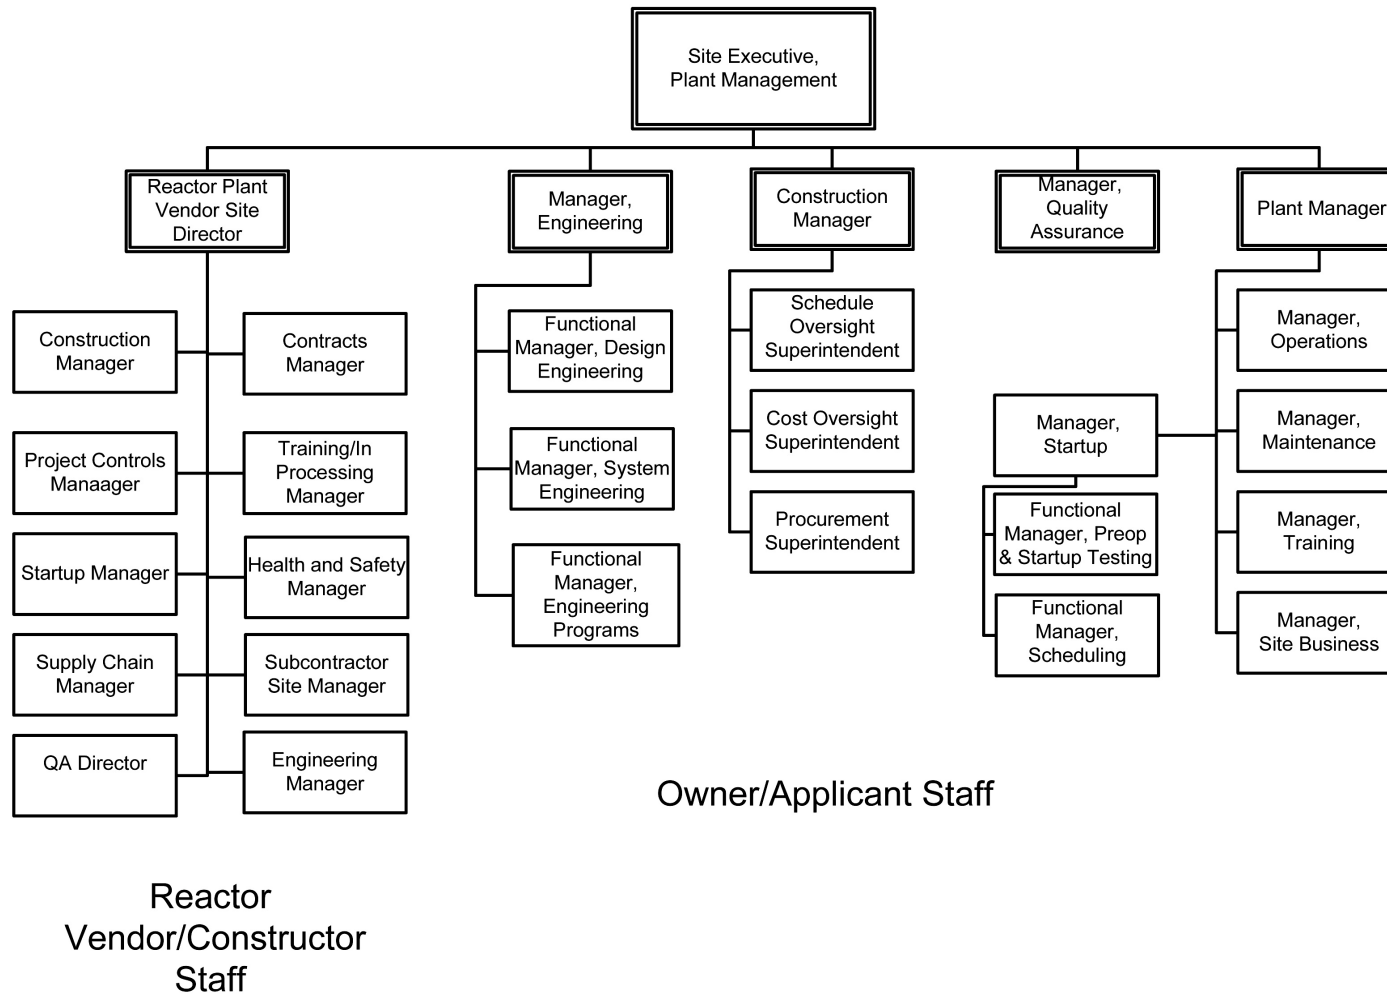 Site Executive,
Plant Management
Reactor Plant
Vendor Site
Director
Manager,
Engineering
Construction
Manager
Manager,
Quality
Assurance
Plant Manager
Construction
Manager
Contracts
Manager
Project Controls
Manaager
Training/In
Processing
Manager
Startup Manager
Health and Safety
Manager
Supply Chain
Manager
Subcontractor
Site Manager
QA Director
Engineering
Manager
Functional
Manager, Design
Engineering
Functional
Manager, System
Engineering
Functional
Manager,
Engineering
Programs
Schedule
Oversight
Superintendent
Cost Oversight
Superintendent
Procurement
Superintendent
Manager,
Startup
Functional
Manager, Preop
& Startup Testing
Functional
Manager,
Scheduling
Manager,
Operations
Manager,
Maintenance
Manager,
Training
Manager,
Site Business
Owner/Applicant Staff
Reactor
Vendor/Constructor
Staff